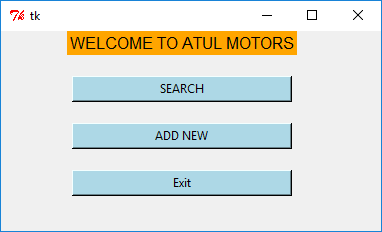 tk
WELCOME TO ATUL MOTORS
SEARCH
ADD NEW
Exit